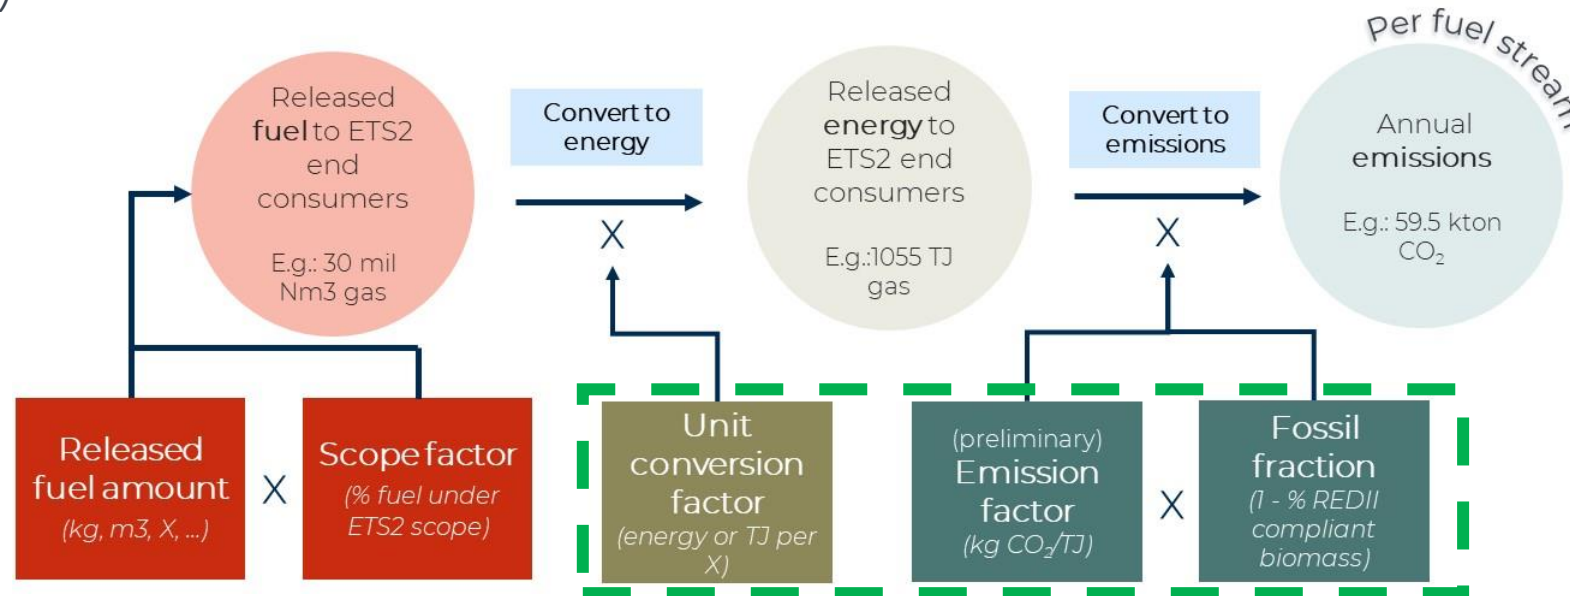 )
Per fuel stream
Released
fuel to ETS2
end
consumers
E.g.: 30 mil
Nm3 gas
Convert to
energy
X
Released
energy to
ETS2 end
consumers
E.g.:1055 TJ
gas
Convert to
emissions
X
Annual
emissions
E.g.: 59.5 kton
CO₂
Released
fuel amount
(kg, m3, X, ...)
X
Scope factor
(% fuel under
ETS2 scope)
Unit
conversion
factor
(energy or TJ per
X)
(preliminary)
Emission
factor
(kg CO₂/TJ)
X
Fossil
fraction
(1 - % REDII
compliant
biomass)